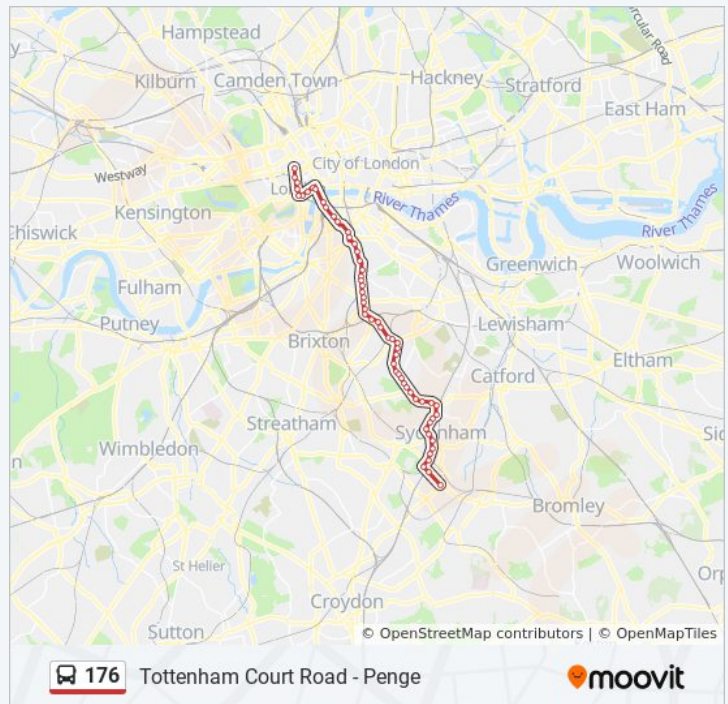 Hampstead
Kilburn
Camden Town
Hackney
Stratford
East Ham
Westway
City of London
Kensington
River Thames
River Thames
Greenwich
Woolwich
Fulham
Putney
Brixton
Lewisham
Eltham
Catford
Streatham
Wimbledon
Sydenham
Bromley
St Helier
Croydon
Sutton
© OpenStreetMap contributors | © OpenMapTiles
176 Tottenham Court Road - Penge
moovit